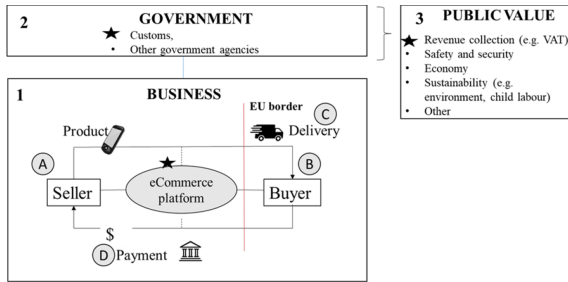 2 GOVERNMENT
Customs,
• Other government agencies
3 PUBLIC VALUE
Revenue collection (e.g. VAT)
• Safety and security
• Economy
• Sustainability (e.g.
environment, child labour)
• Other
1 BUSINESS
EU border
C
Product
Delivery
A
B
Seller
eCommerce
platform
Buyer
$
D Payment